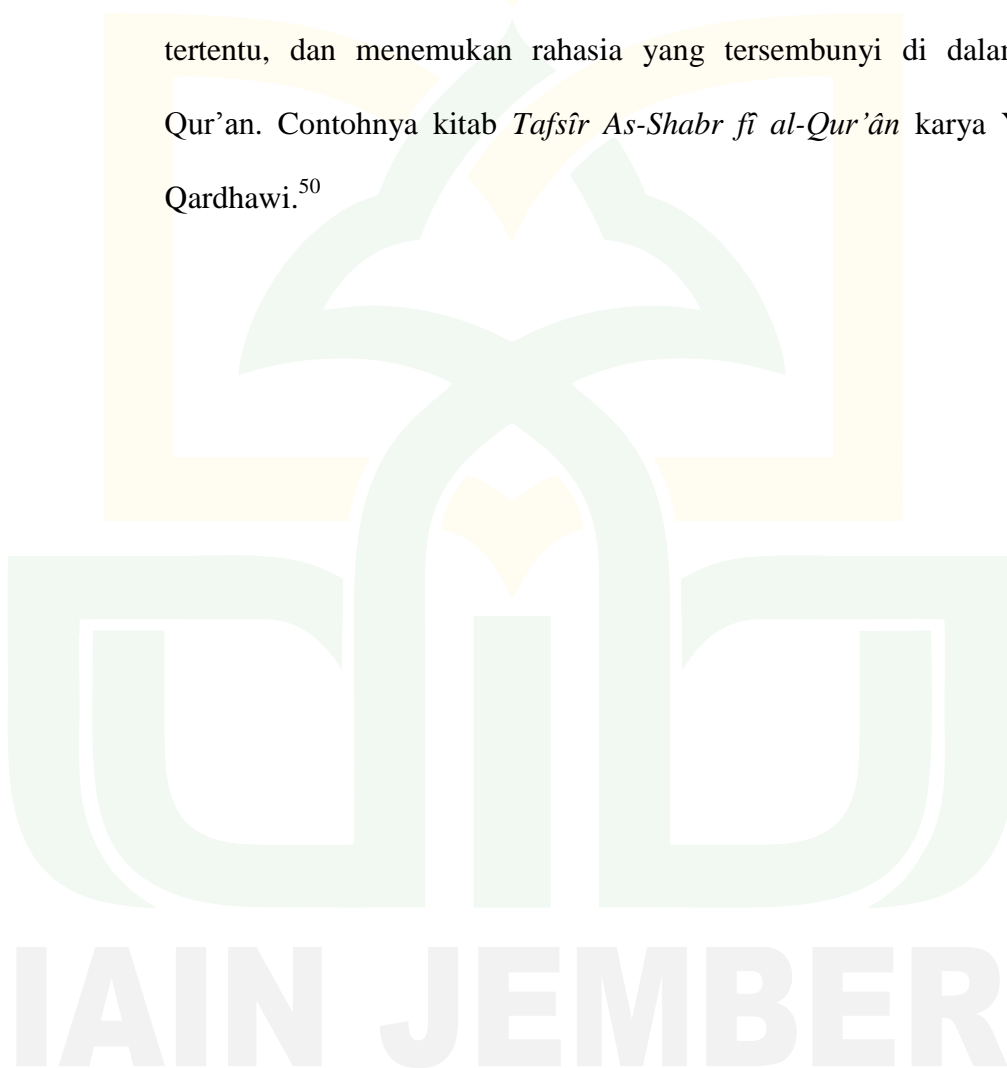 tertentu, dan menemukan rahasia yang tersembunyi di
Qur’an. Contohnya kitab Tafsîr As-Shabr fî al-Qur’ân karya
Qardhawi.50
IAIN JEMBER